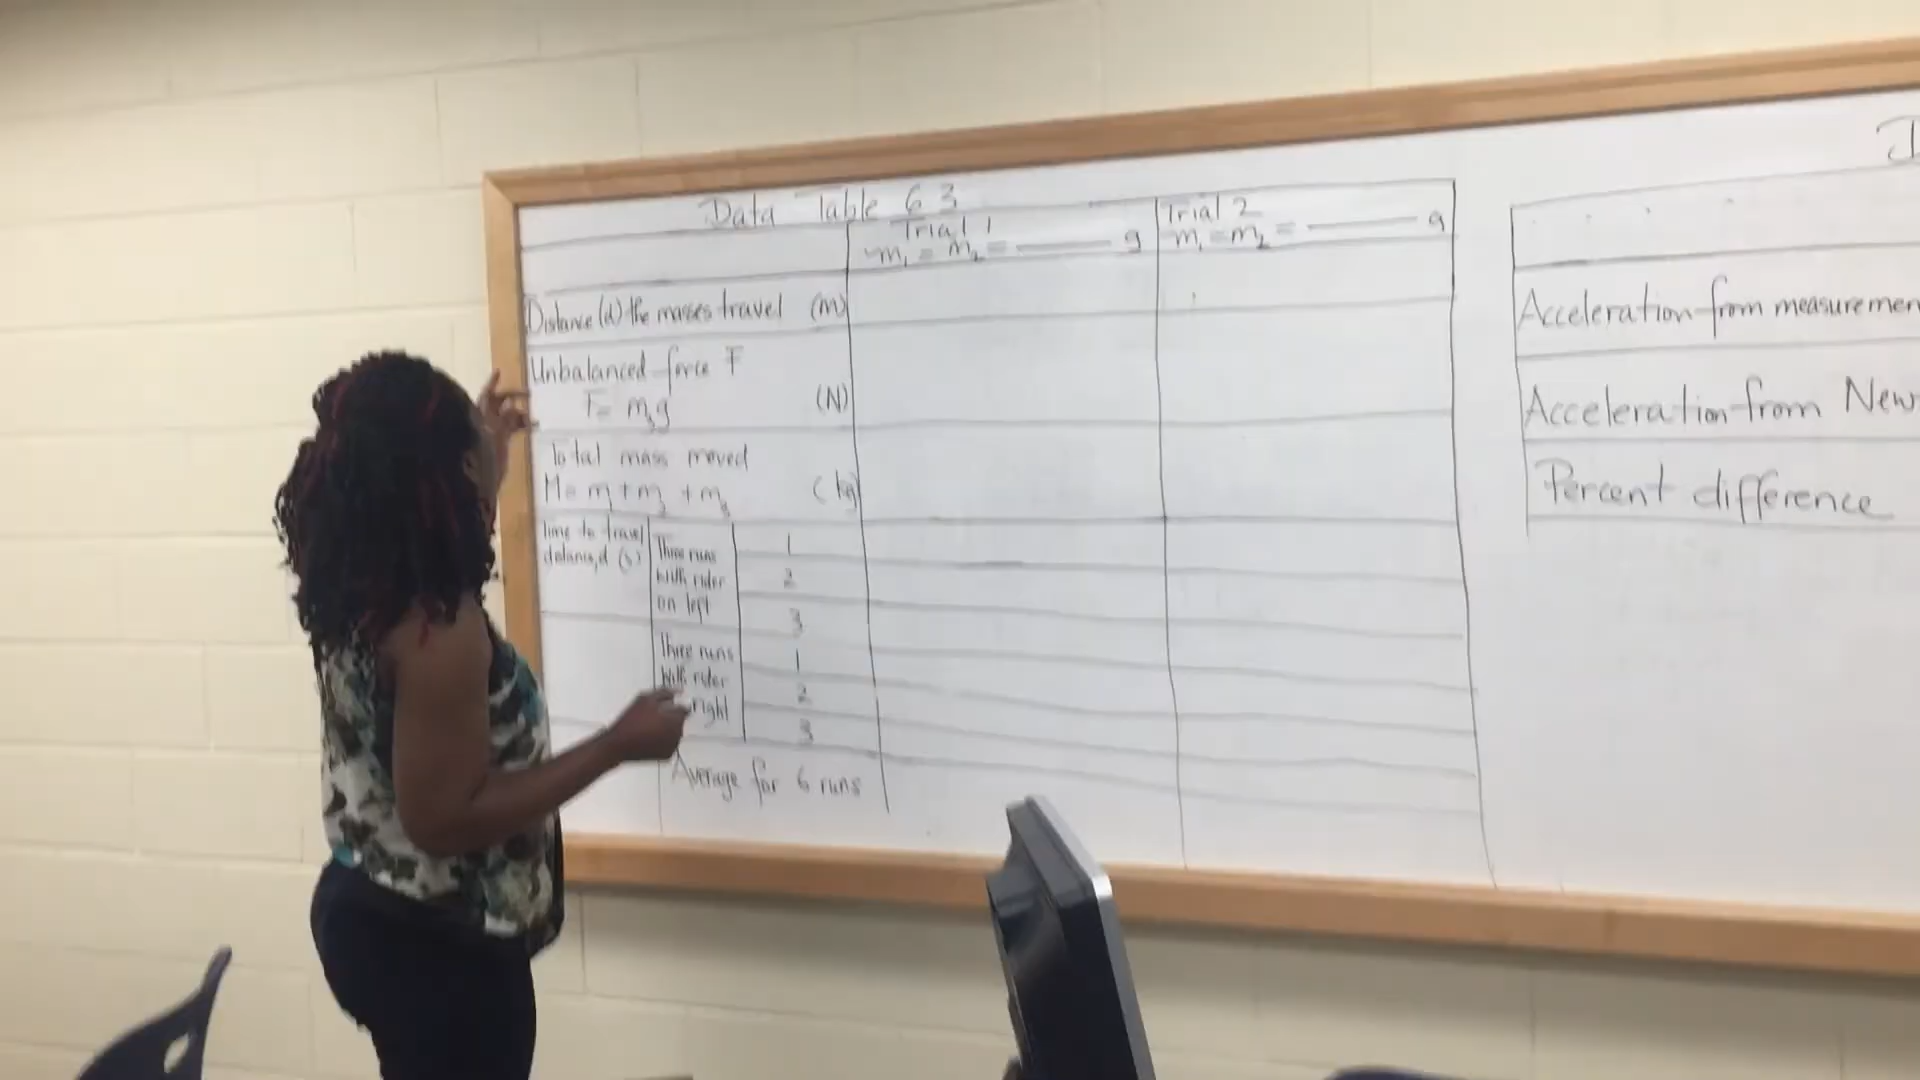 Data Table 6 3
Trial 1
m₁ = m₂ = ______ g
Trial 2
m₁ = m₂ = ______ g
Distance (d) the masses travel (m)
Unbalanced force F
F = m₃g (N)
Total mass moved
M = m₁ + m₂ + m₃ (kg)
Time to travel
distance, d (s)
Three runs
with rider
on left
1
2
3
Three runs
with rider
right
1
2
3
Average for 6 runs
Acceleration from
Acceleration from
Percent difference